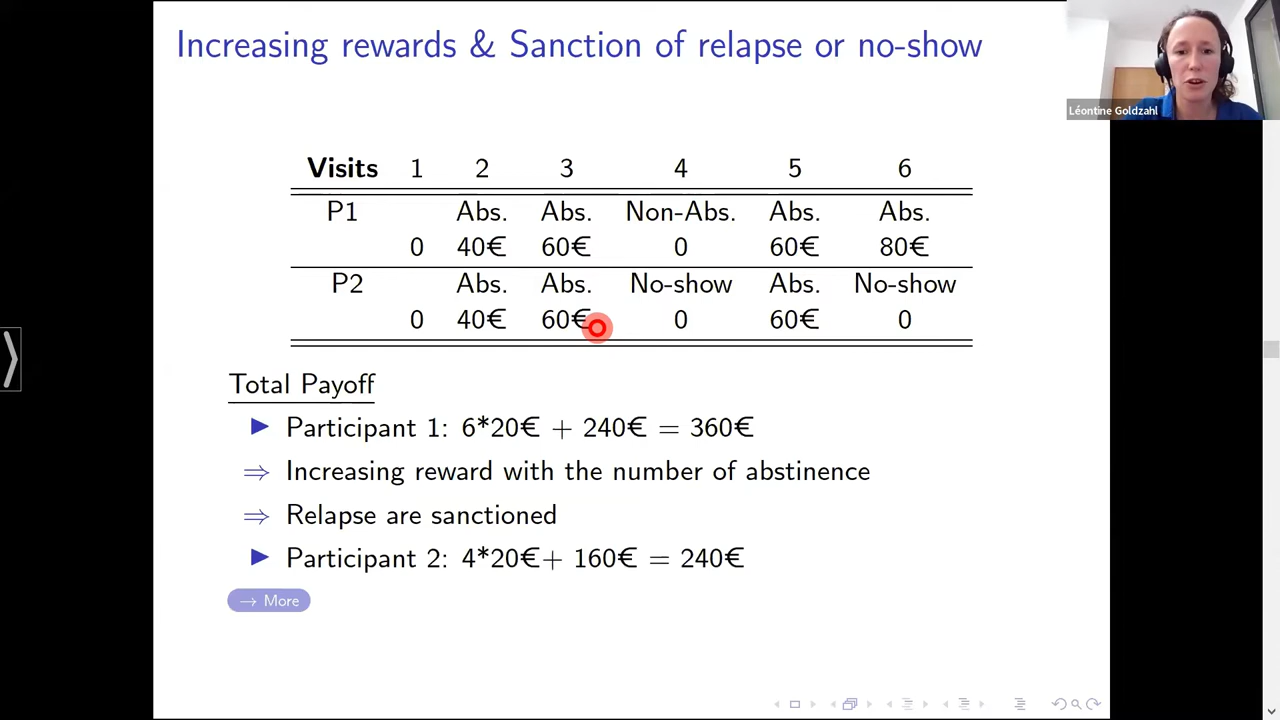 Increasing rewards & Sanction of relapse or no-show
Léontine Goldzahl
Visits 1 2 3 4 5 6
P1 Abs. Abs. Non-Abs. Abs. Abs.
0 40€ 60€ 0 60€ 80€
P2 Abs. Abs. No-show Abs. No-show
0 40€ 60€ 0 60€ 0
Total Payoff
▶ Participant 1: 6*20€ + 240€ = 360€
⇒ Increasing reward with the number of abstinence
⇒ Relapse are sanctioned
▶ Participant 2: 4*20€+ 160€ = 240€
→ More